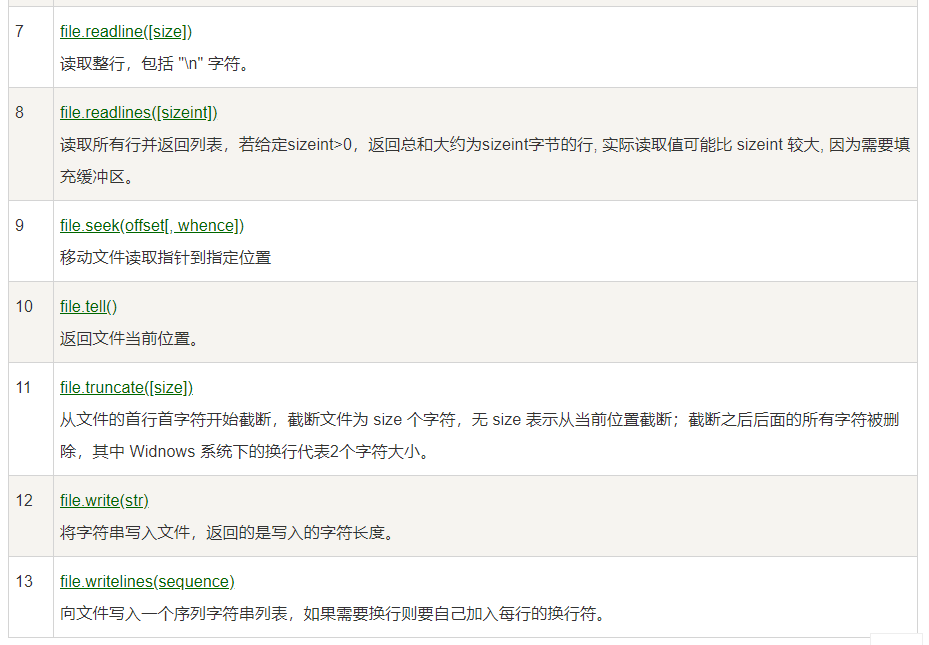 7 file.readline([size])
读取整行，包括 "\n" 字符。
8 file.readlines([sizeint])
读取所有行并返回列表，若给定sizeint>0，返回总和大约为sizeint字节的行, 实际读取值可能比 sizeint 较大, 因为需要填
充缓冲区。
9 file.seek(offset[, whence])
移动文件读取指针到指定位置
10 file.tell()
返回文件当前位置。
11 file.truncate([size])
从文件的首行首字符开始截断，截断文件为 size 个字符，无 size 表示从当前位置截断；截断之后后面的所有字符被删
除，其中 Widnows 系统下的换行代表2个字符大小。
12 file.write(str)
将字符串写入文件，返回的是写入的字符长度。
13 file.writelines(sequence)
向文件写入一个序列字符串列表，如果需要换行则要自己加入每行的换行符。